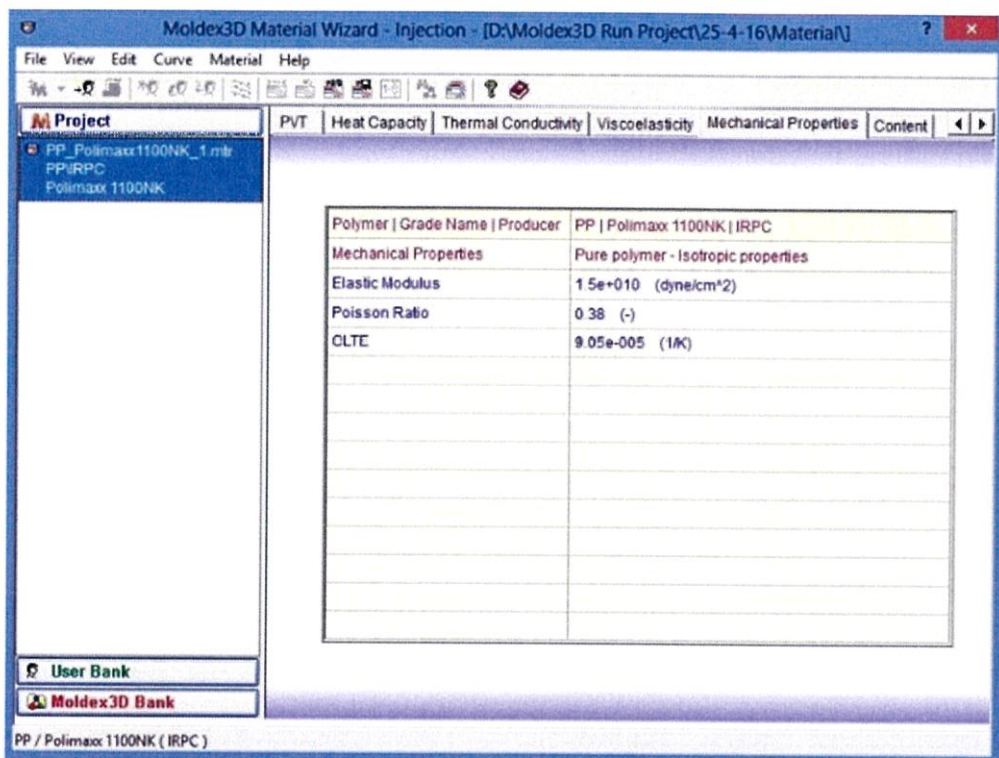 Moldex3D Material Wizard - Injection - [D:\Moldex3D Run Project\25-4-16\Material\]
File View Edit Curve Material Help
Project
PP_Polimaxx1100NK_1.mtr
PP\IRPC
Polimaxx 1100NK
PVT Heat Capacity Thermal Conductivity Viscoelasticity Mechanical Properties Content
Polymer | Grade Name | Producer PP | Polimaxx 1100NK | IRPC
Mechanical Properties Pure polymer - Isotropic properties
Elastic Modulus 1.5e+010 (dyne/cm^2)
Poisson Ratio 0.38 (-)
CLTE 9.05e-005 (1/K)
User Bank
Moldex3D Bank
PP / Polimaxx 1100NK ( IRPC )